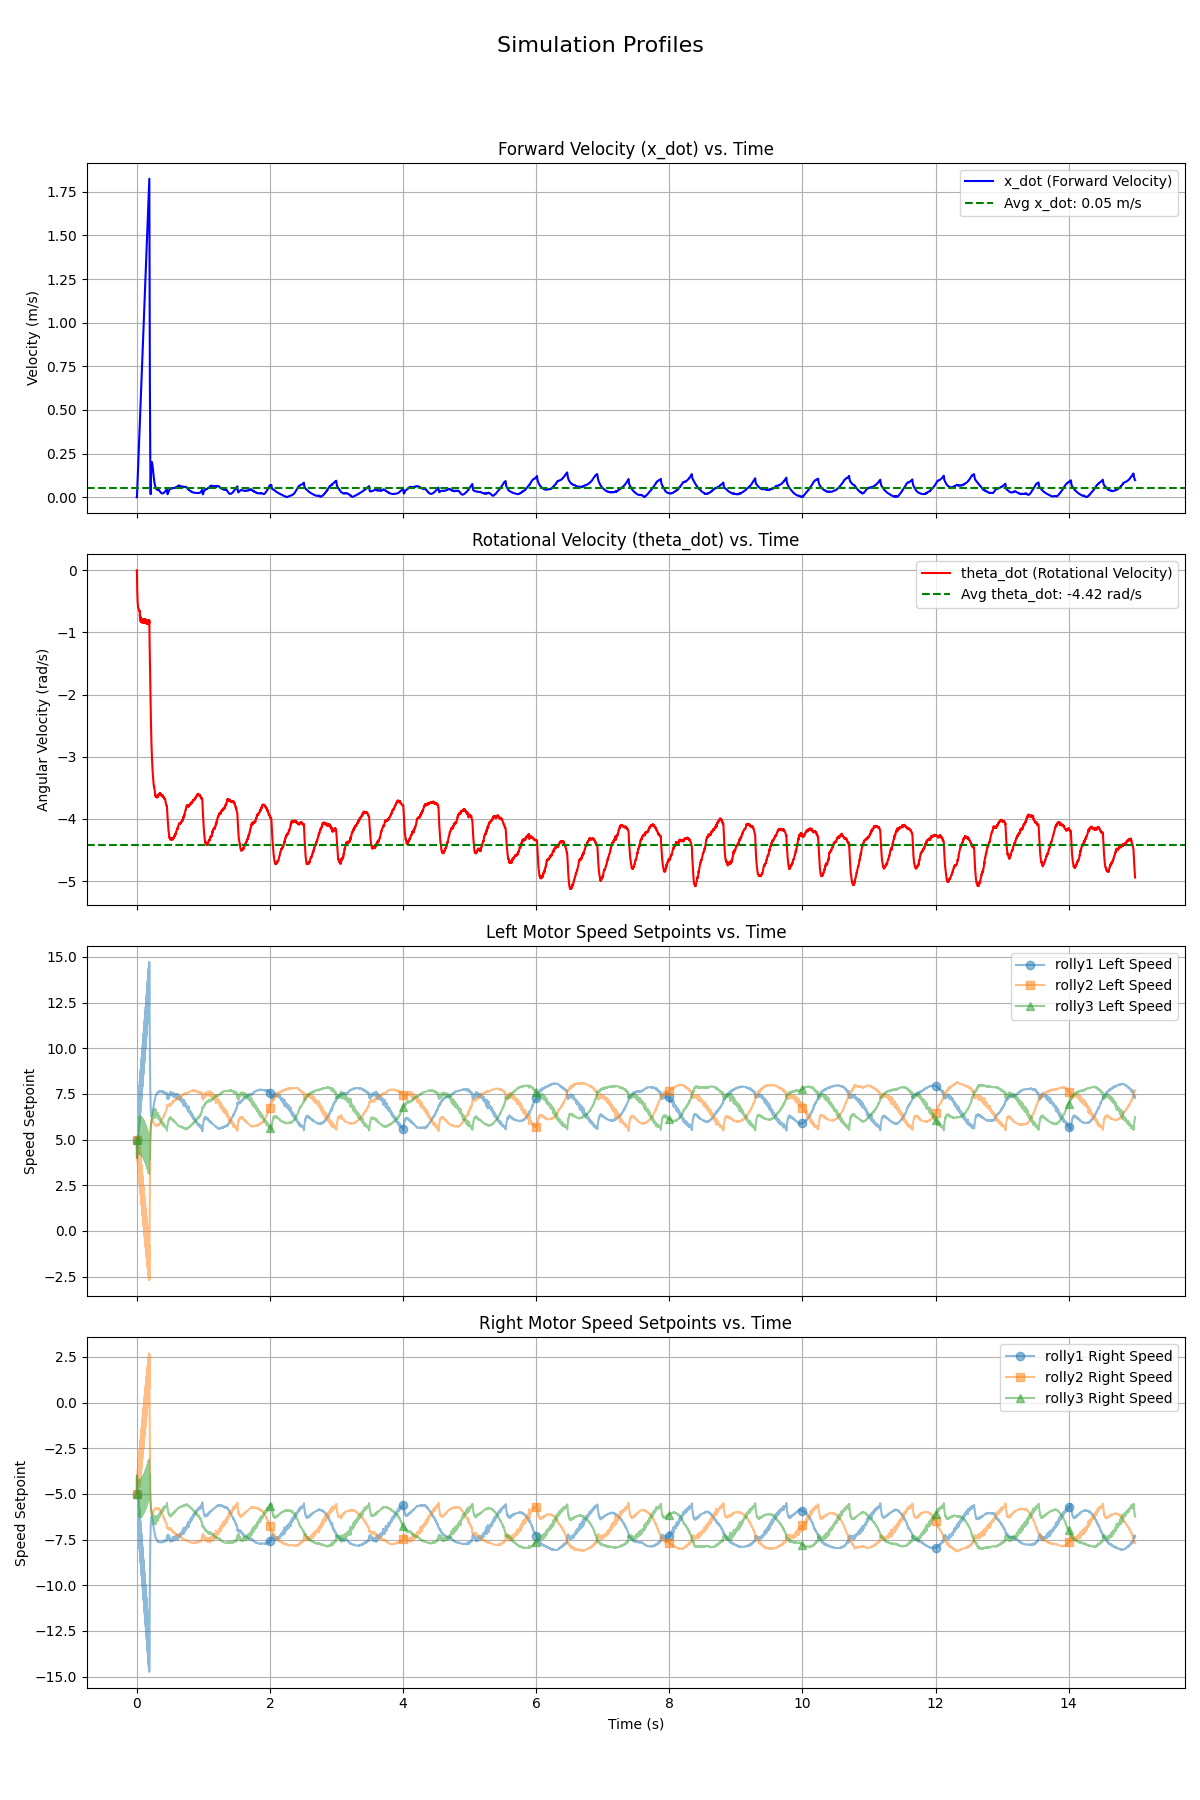 Simulation Profiles
Forward Velocity (x_dot) vs. Time
Velocity (m/s)
1.75
1.50
1.25
1.00
0.75
0.50
0.25
0.00
x_dot (Forward Velocity)
Avg x_dot: 0.05 m/s
Rotational Velocity (theta_dot) vs. Time
Angular Velocity (rad/s)
0
−1
−2
−3
−4
−5
theta_dot (Rotational Velocity)
Avg theta_dot: -4.42 rad/s
Left Motor Speed Setpoints vs. Time
Speed Setpoint
15.0
12.5
10.0
7.5
5.0
2.5
0.0
−2.5
rolly1 Left Speed
rolly2 Left Speed
rolly3 Left Speed
Right Motor Speed Setpoints vs. Time
Speed Setpoint
2.5
0.0
−2.5
−5.0
−7.5
−10.0
−12.5
−15.0
rolly1 Right Speed
rolly2 Right Speed
rolly3 Right Speed
0 2 4 6 8 10 12 14
Time (s)